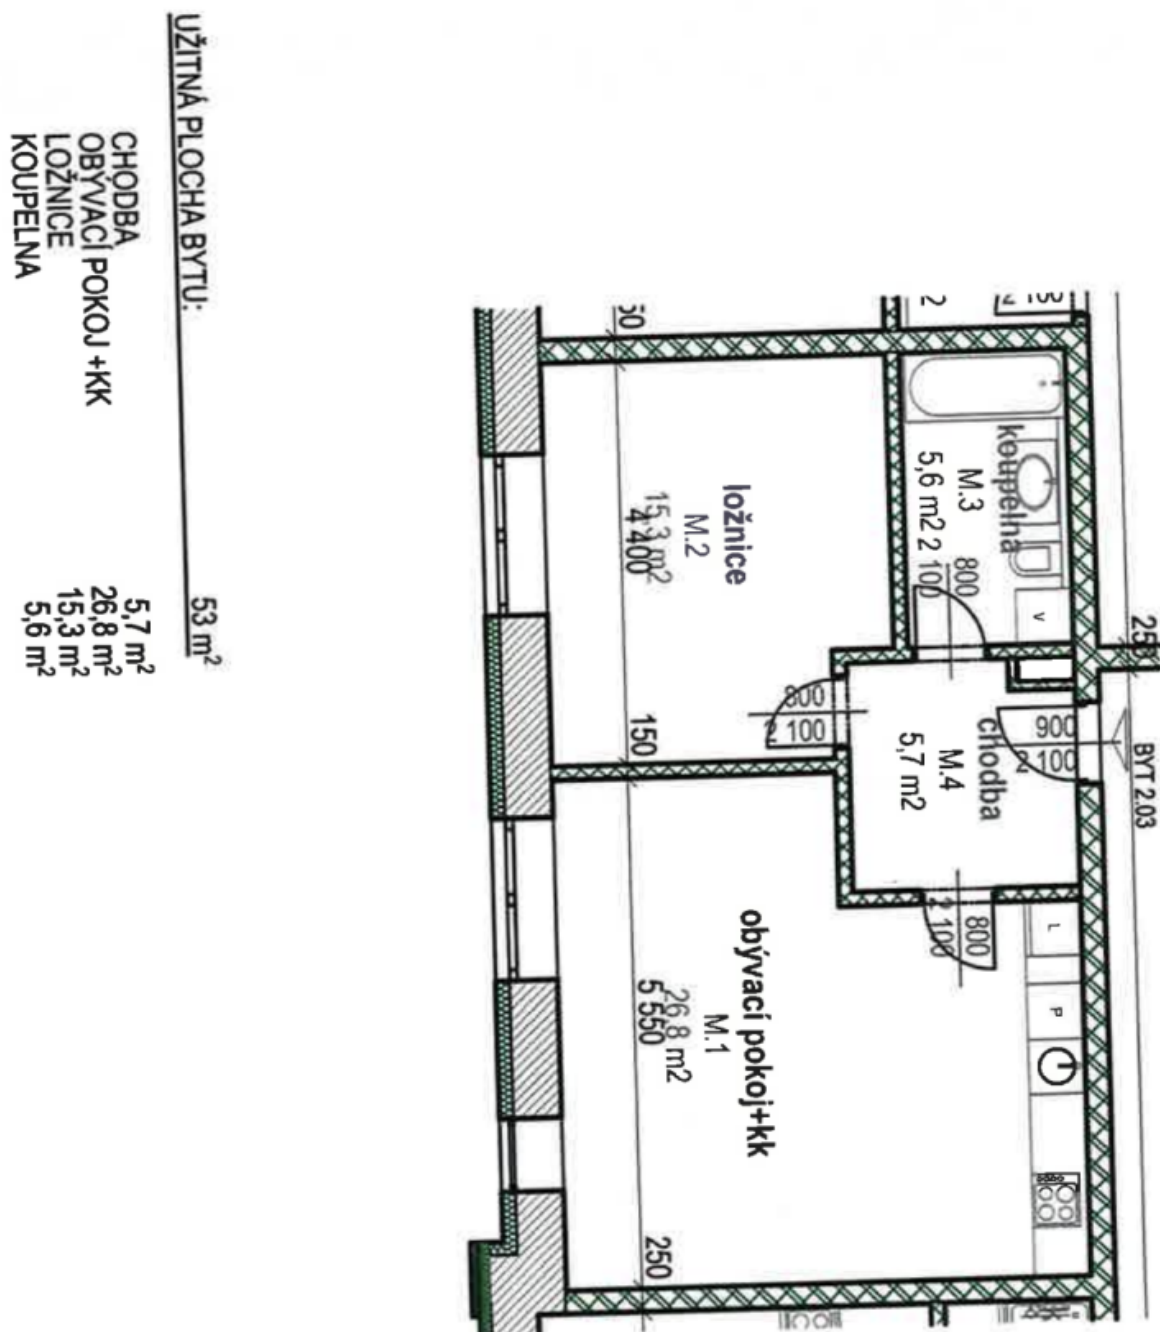 UŽITNÁ PLOCHA BYTU: 53 m²
CHODBA 5,7 m²
OBÝVACÍ POKOJ +KK 26,8 m²
LOŽNICE 15,3 m²
KOUPELNA 5,6 m²
250
BYT 2.03
900
2 100
koupelna
M.3
5,6 m2
800
2 100
V
chodba
M.4
5,7 m2
ložnice
M.2
15,3 m2
4 400
800
2 100
150
800
2 100
L
P
obývací pokoj+kk
M.1
26,8 m2
5 550
250